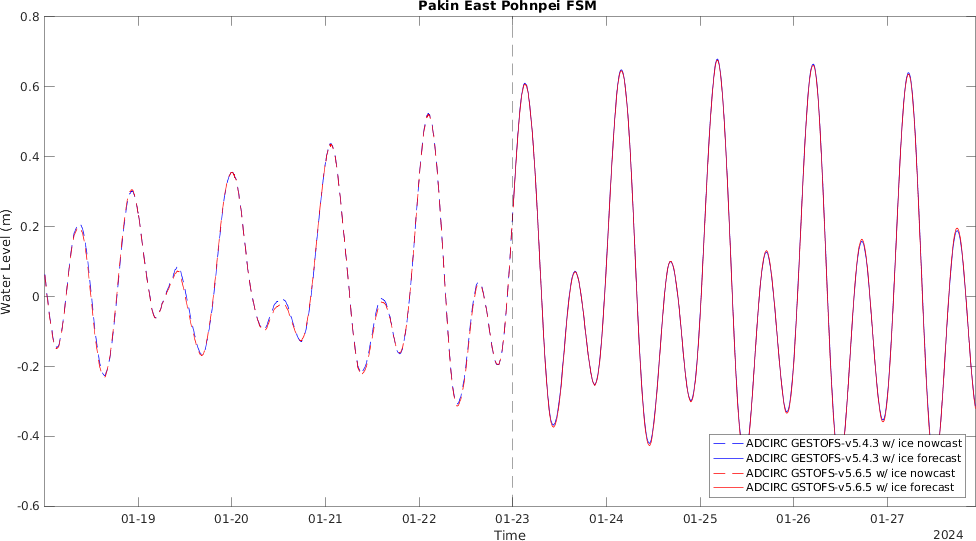 Pakin East Pohnpei FSM
0.8
0.6
0.4
0.2
0
-0.2
-0.4
-0.6
Water Level (m)
ADCIRC GESTOFS-v5.4.3 w/ ice nowcast
ADCIRC GESTOFS-v5.4.3 w/ ice forecast
ADCIRC GSTOFS-v5.6.5 w/ ice nowcast
ADCIRC GSTOFS-v5.6.5 w/ ice forecast
01-19 01-20 01-21 01-22 01-23 01-24 01-25 01-26 01-27
Time
2024